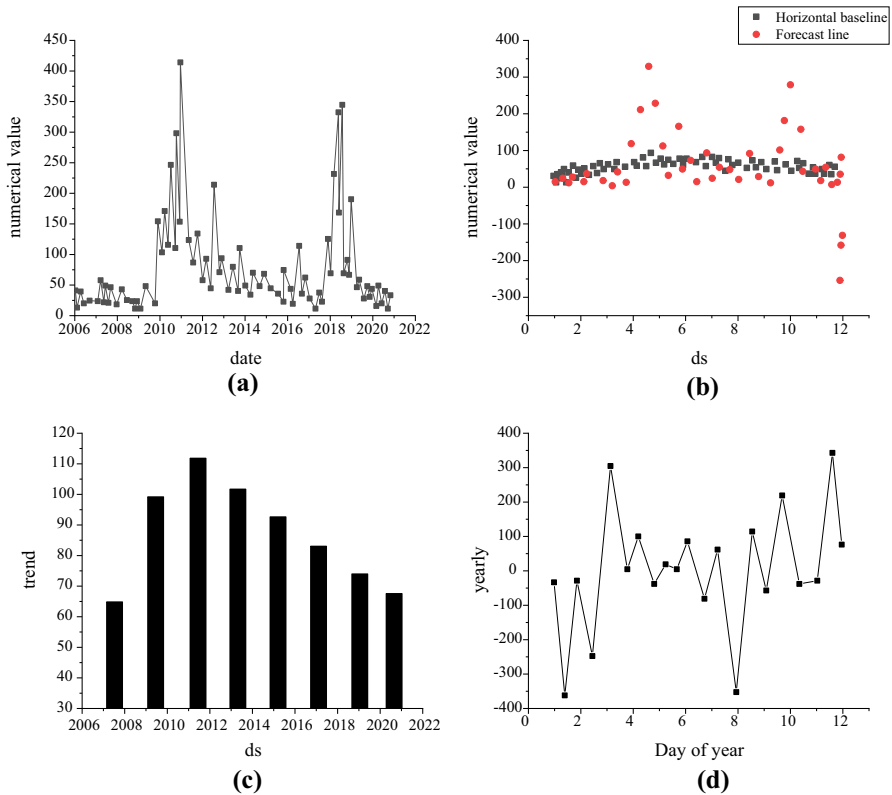 Horizontal baseline
Forecast line
450
400
350
300
250
200
150
100
50
0
numerical value
2006 2008 2010 2012 2014 2016 2018 2020 2022
date
(a)
400
300
200
100
0
-100
-200
-300
numerical value
0 2 4 6 8 10 12 14
ds
(b)
120
110
100
90
80
70
60
50
40
30
trend
2006 2008 2010 2012 2014 2016 2018 2020 2022
ds
(c)
400
300
200
100
0
-100
-200
-300
-400
yearly
0 2 4 6 8 10 12 14
Day of year
(d)